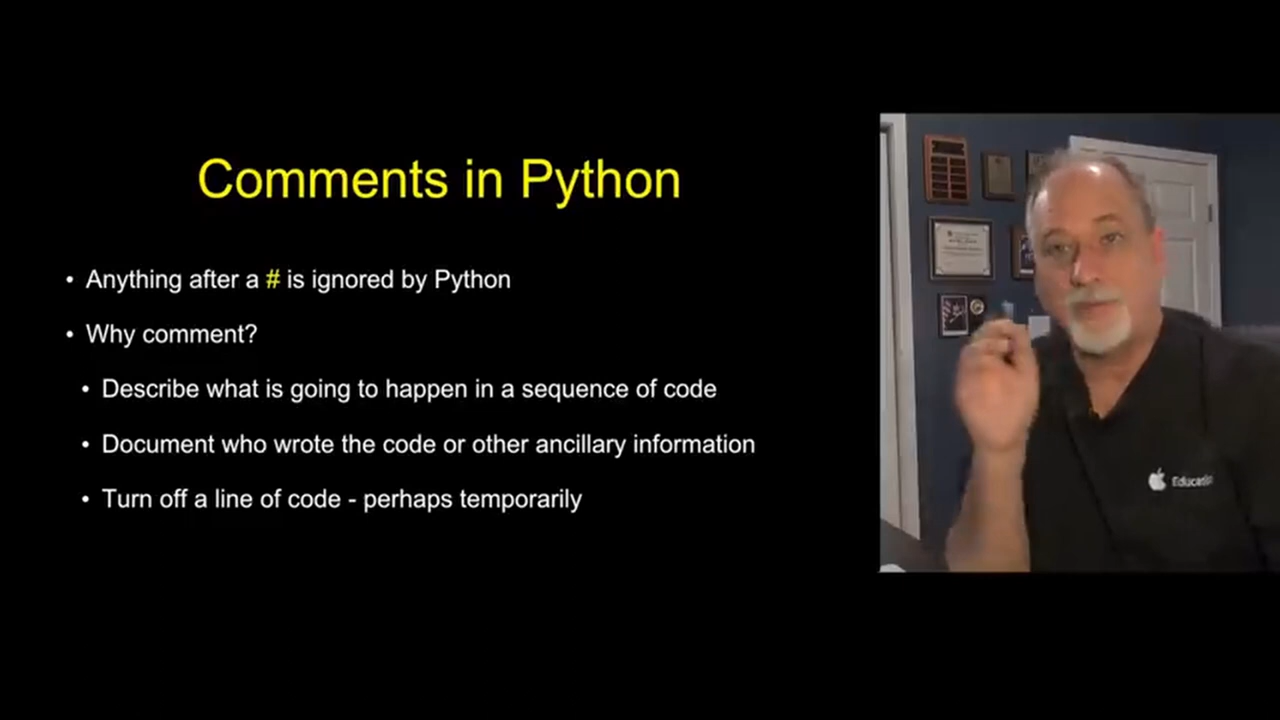 Comments in Python
• Anything after a # is ignored by Python
• Why comment?
• Describe what is going to happen in a sequence of code
• Document who wrote the code or other ancillary information
• Turn off a line of code - perhaps temporarily